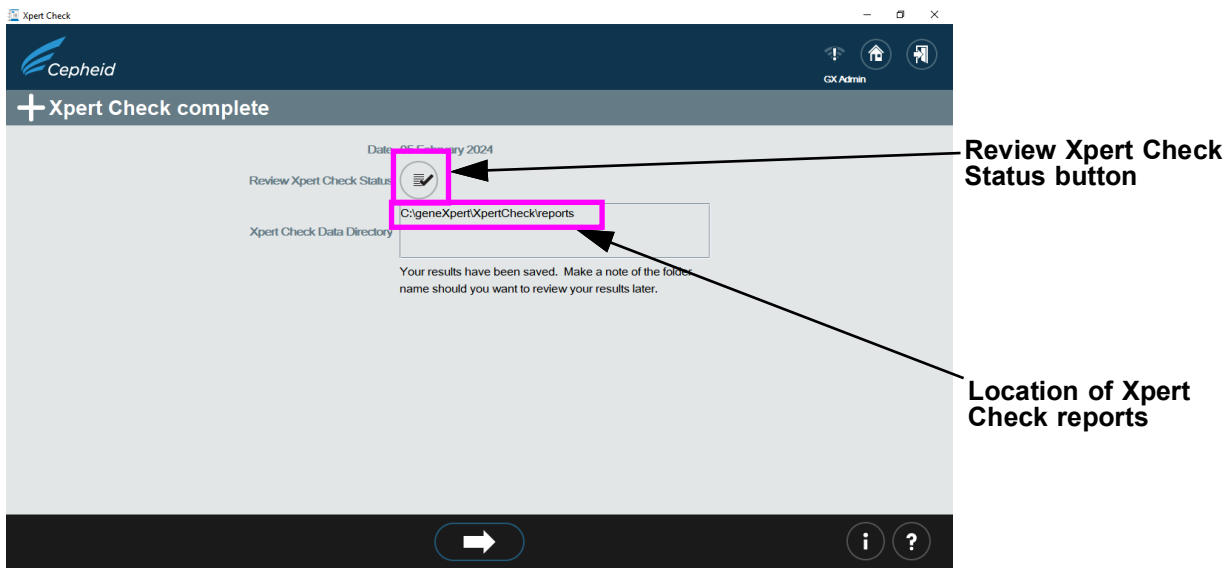 Xpert Check
Cepheid
GX Admin
Xpert Check complete
Date 05 February 2024
Review Xpert Check Status
C:\geneXpert\XpertCheck\reports
Xpert Check Data Directory
Your results have been saved. Make a note of the folder
name should you want to review your results later.
Review Xpert Check
Status button
Location of Xpert
Check reports
i ?